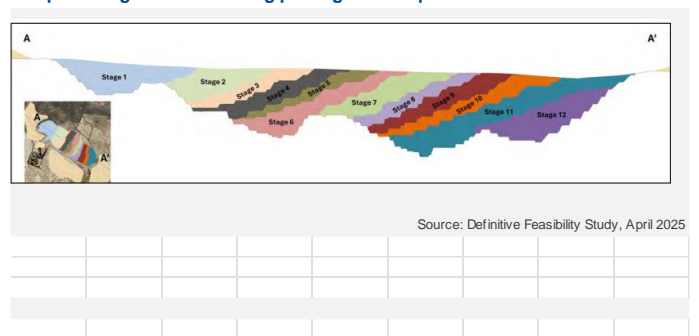 A
A'
Stage 1
Stage 2
Stage 3
Stage 4
Stage 5
Stage 6
Stage 7
Stage 8
Stage 9
Stage 10
Stage 11
Stage 12
A
A'
Source: Definitive Feasibility Study, April 2025